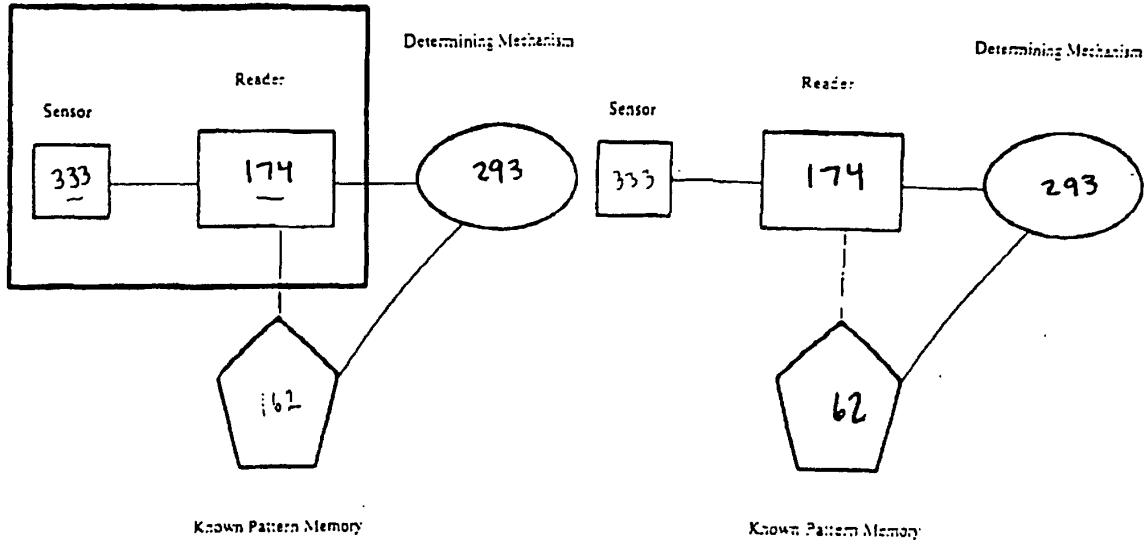 Determining Mechanism
Reader
Sensor
333
174
293
162
Known Pattern Memory
Determining Mechanism
Reader
Sensor
333
174
293
62
Known Pattern Memory